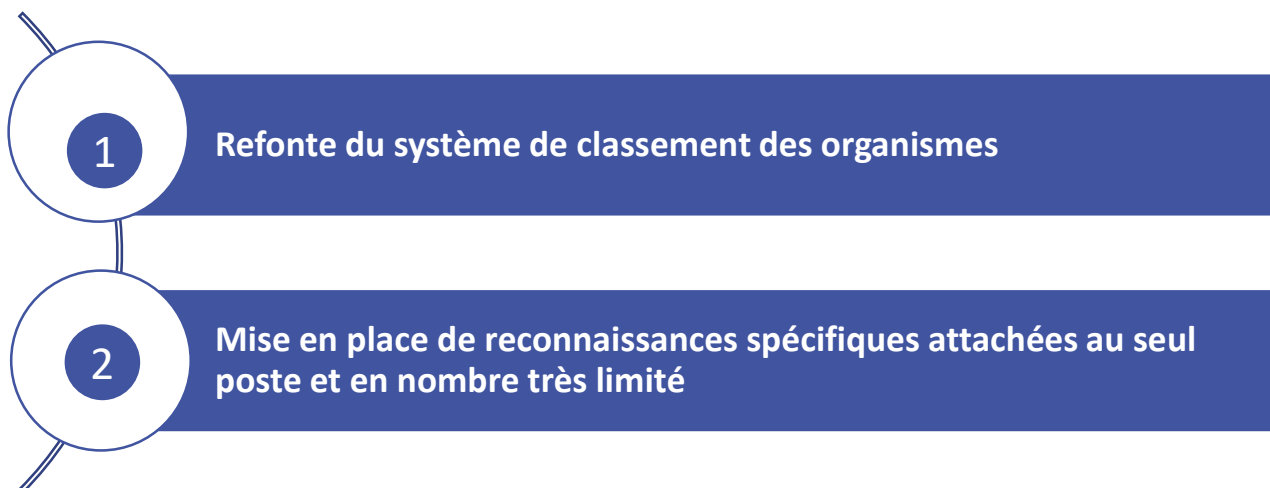 1
Refonte du système de classement des organismes
2
Mise en place de reconnaissances spécifiques attachées au seul
poste et en nombre très limité